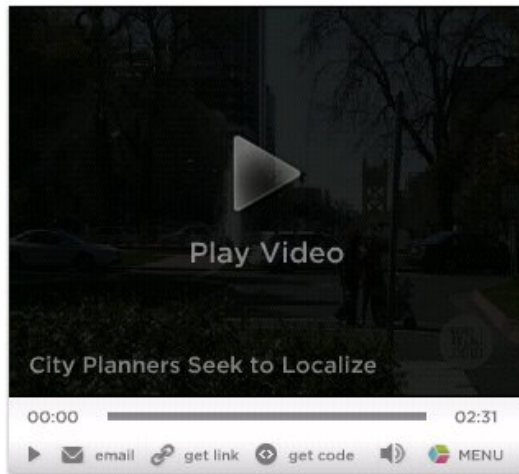 Play Video
City Planners Seek to Localize
00:00 02:31
email get link get code MENU